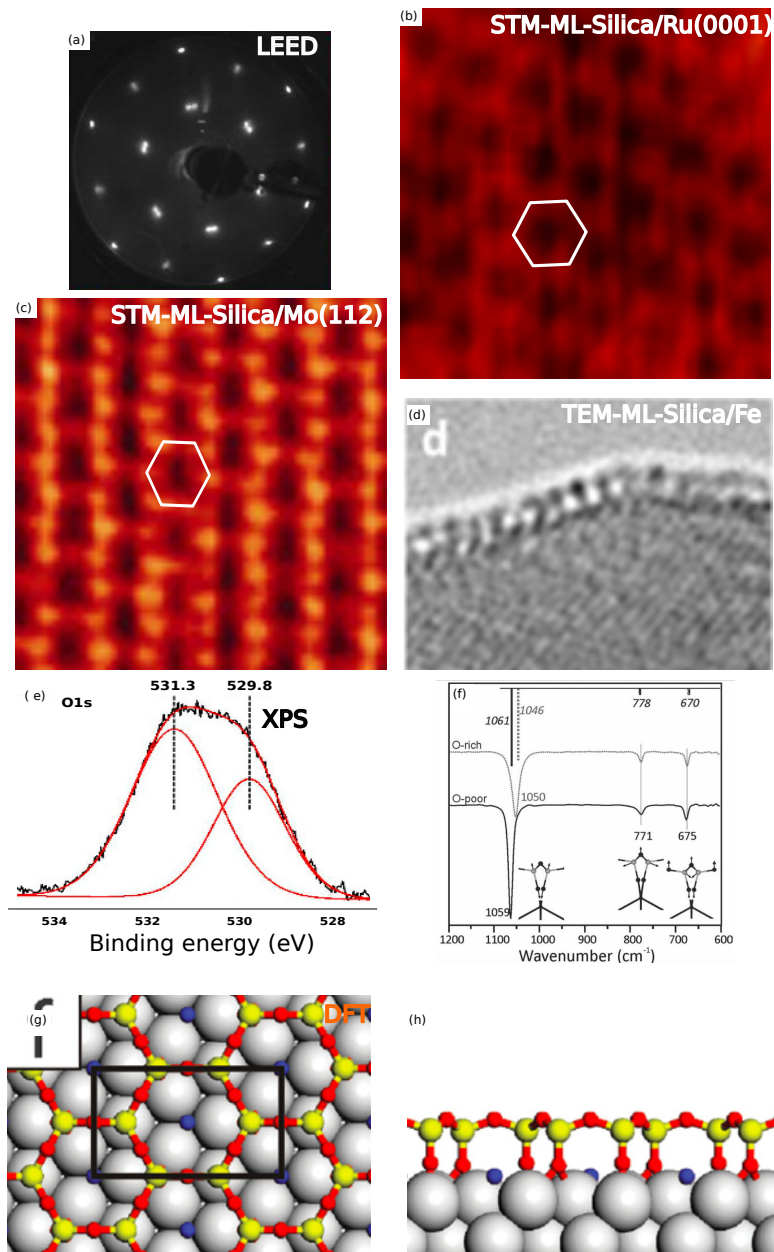 (a)
LEED
(b)
STM-ML-Silica/Ru(0001)
(c)
STM-ML-Silica/Mo(112)
(d)
TEM-ML-Silica/Fe
d
( e )
O1s
531.3
529.8
XPS
534
532
530
528
Binding energy (eV)
(f)
1061
1046
778
670
O-rich
O-poor
1050
771
675
1059
1200
1100
1000
900
800
700
600
Wavenumber (cm⁻¹)
f
(g)
DFT
(h)